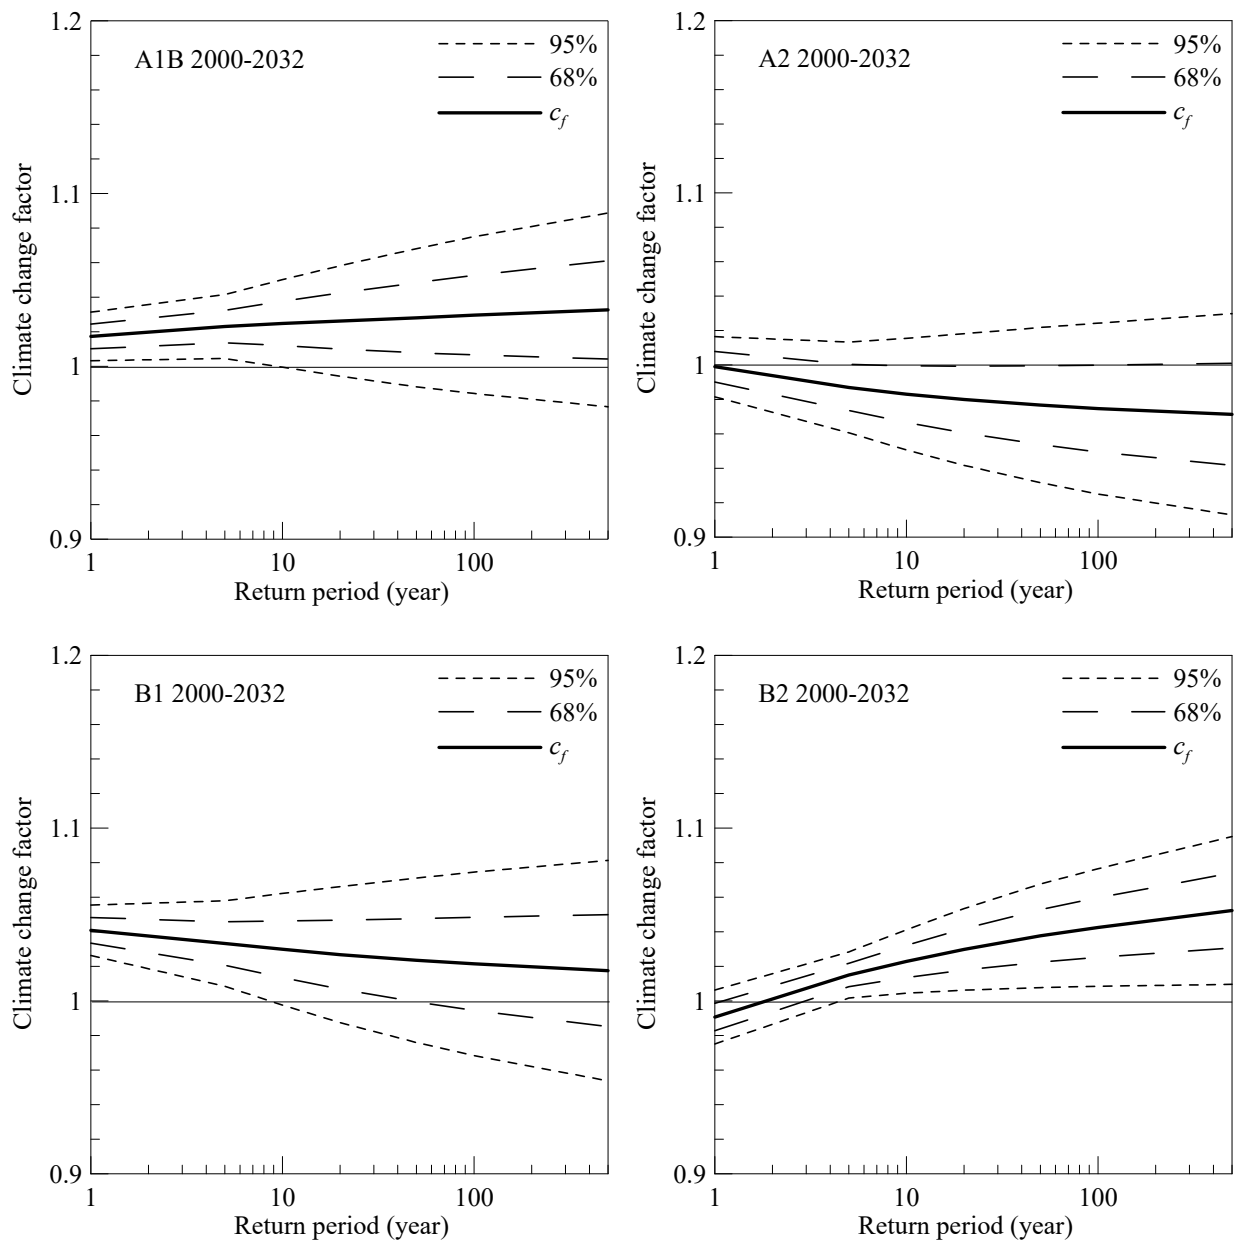 1.2
A1B 2000-2032
95%
68%
c_f
1.1
1
0.9
1 10 100
Climate change factor
Return period (year)
1.2
A2 2000-2032
95%
68%
c_f
1.1
1
0.9
1 10 100
Climate change factor
Return period (year)
1.2
B1 2000-2032
95%
68%
c_f
1.1
1
0.9
1 10 100
Climate change factor
Return period (year)
1.2
B2 2000-2032
95%
68%
c_f
1.1
1
0.9
1 10 100
Climate change factor
Return period (year)